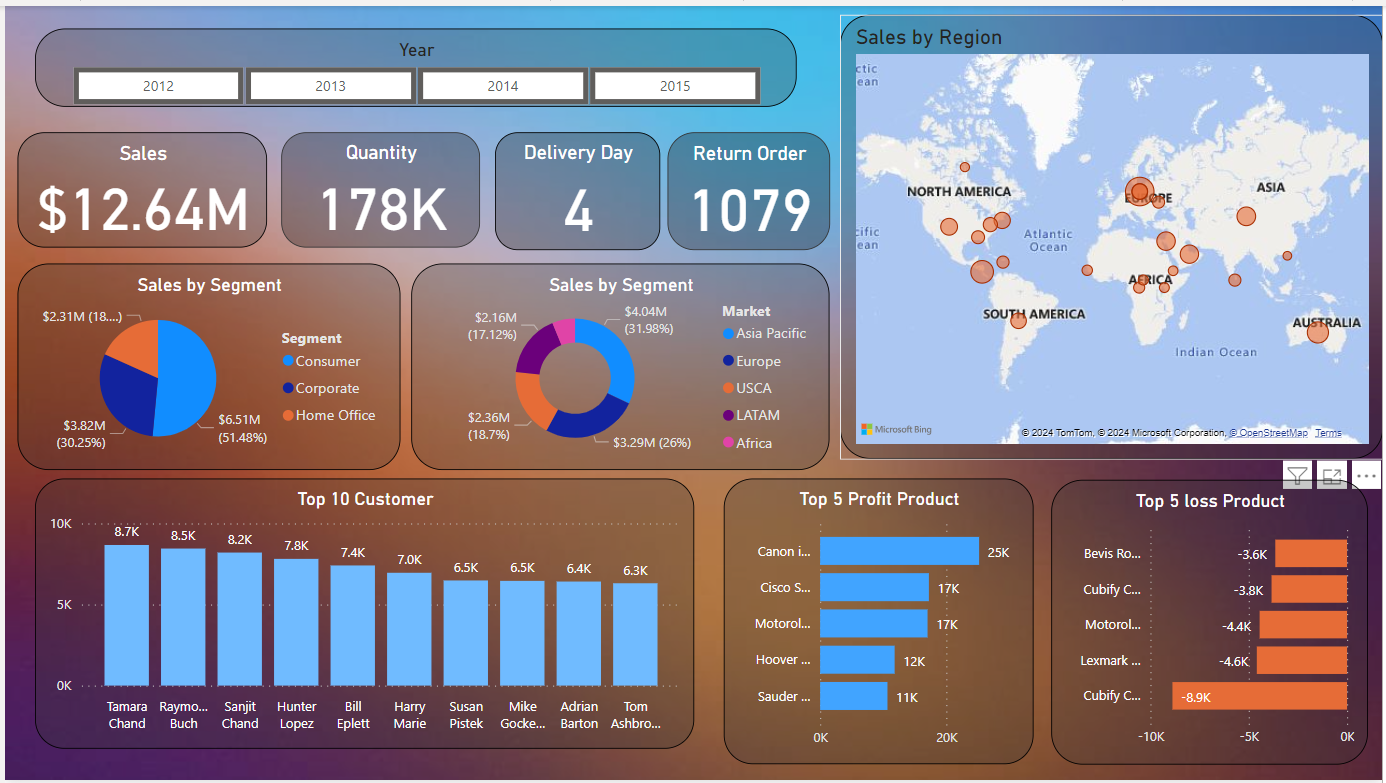 Year
2012
2013
2014
2015
Sales
$12.64M
Quantity
178K
Delivery Day
4
Return Order
1079
Sales by Region
ctic
ean
NORTH AMERICA
EUROPE
ASIA
cific
ean
Atlantic
Ocean
AFRICA
SOUTH AMERICA
AUSTRALIA
Indian Ocean
Microsoft Bing
© 2024 TomTom, © 2024 Microsoft Corporation, © OpenStreetMap Terms
Sales by Segment
$2.31M (18....)
$3.82M
(30.25%)
$6.51M
(51.48%)
Segment
Consumer
Corporate
Home Office
Sales by Segment
$2.16M
(17.12%)
$4.04M
(31.98%)
$2.36M
(18.7%)
$3.29M (26%)
Market
Asia Pacific
Europe
USCA
LATAM
Africa
Top 10 Customer
10K
5K
0K
8.7K
8.5K
8.2K
7.8K
7.4K
7.0K
6.5K
6.5K
6.4K
6.3K
Tamara
Chand
Raymo...
Buch
Sanjit
Chand
Hunter
Lopez
Bill
Eplett
Harry
Marie
Susan
Pistek
Mike
Gocke...
Adrian
Barton
Tom
Ashbro...
Top 5 Profit Product
Canon i...
25K
Cisco S...
17K
Motorol...
17K
Hoover ...
12K
Sauder ...
11K
0K
20K
Top 5 loss Product
Bevis Ro...
-3.6K
Cubify C...
-3.8K
Motorol...
-4.4K
Lexmark ...
-4.6K
Cubify C...
-8.9K
-10K
-5K
0K